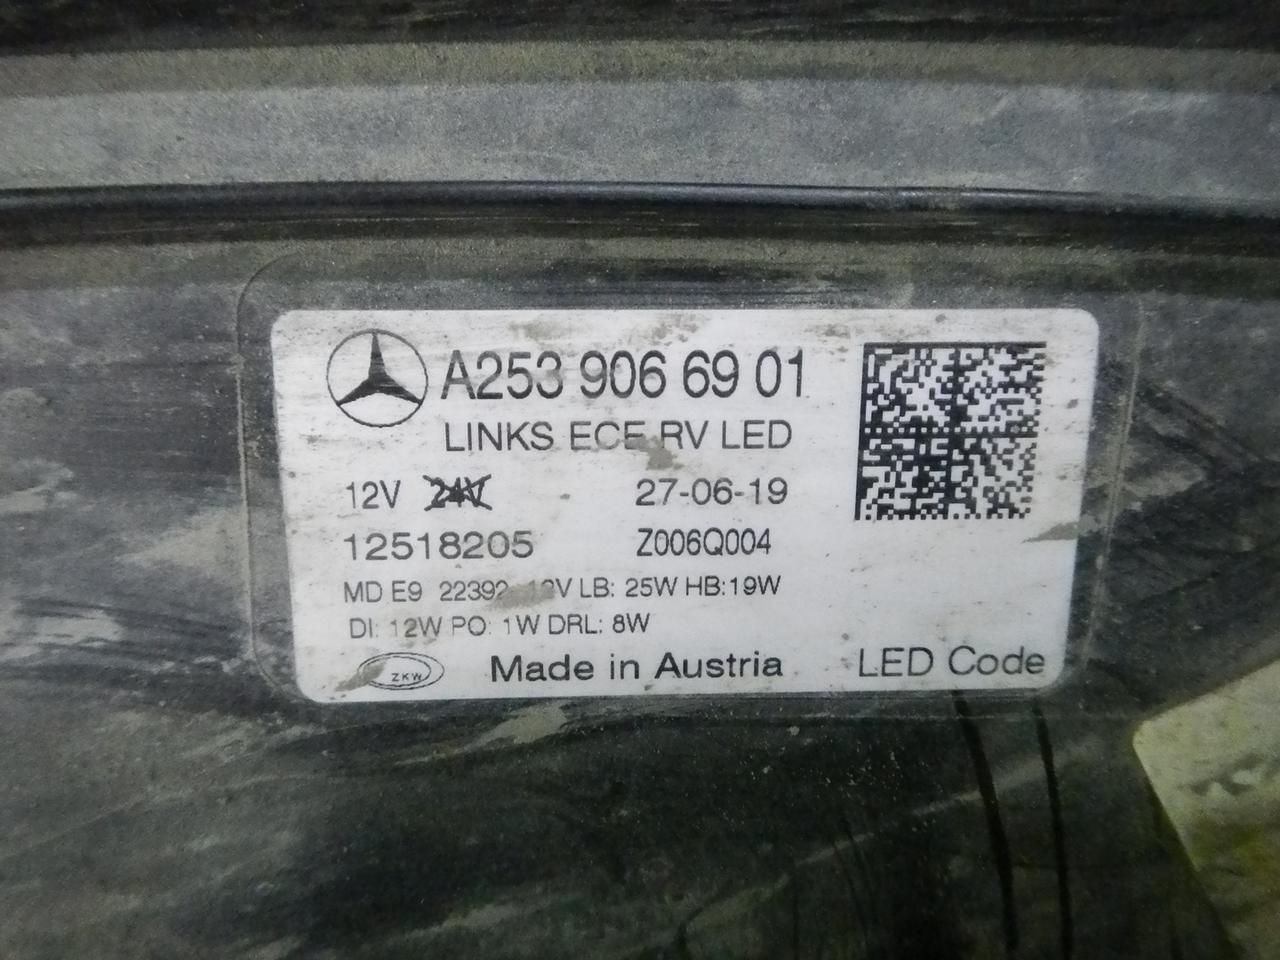 A253 906 69 01
LINKS ECE RV LED
12V 24V 27-06-19
12518205 Z006Q004
MD E9 22392 12V LB: 25W HB:19W
DI: 12W PO: 1W DRL: 8W
ZKW Made in Austria LED Code